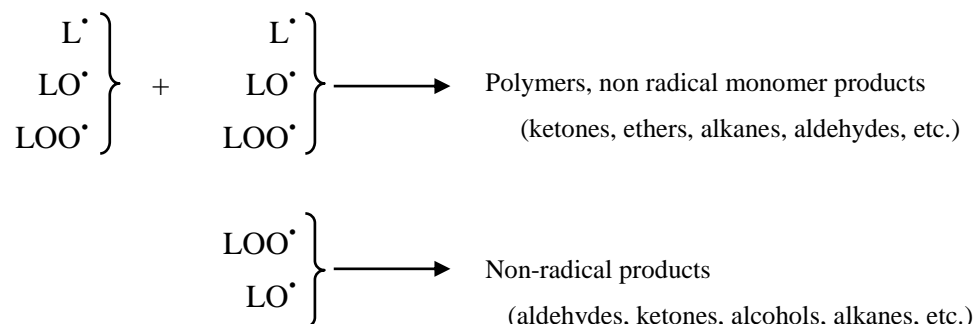 L• L•
LO• + LO• Polymers, non radical monomer products
LOO• LOO• (ketones, ethers, alkanes, aldehydes, etc.)
LOO• Non-radical products
LO• (aldehydes, ketones, alcohols, alkanes, etc.)